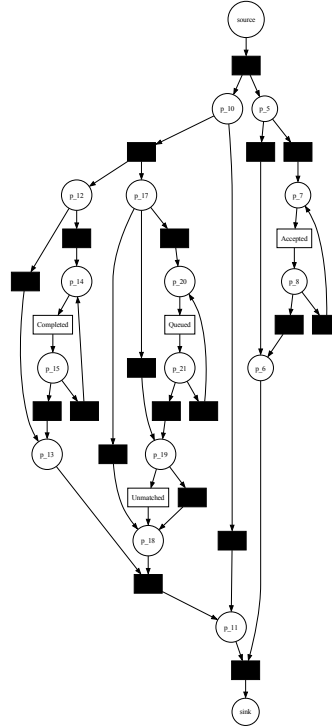 source
p_10
p_5
p_12
p_17
p_7
Accepted
p_14
p_20
p_8
Completed
Queued
p_15
p_21
p_6
p_13
p_19
Unmatched
p_18
p_11
sink